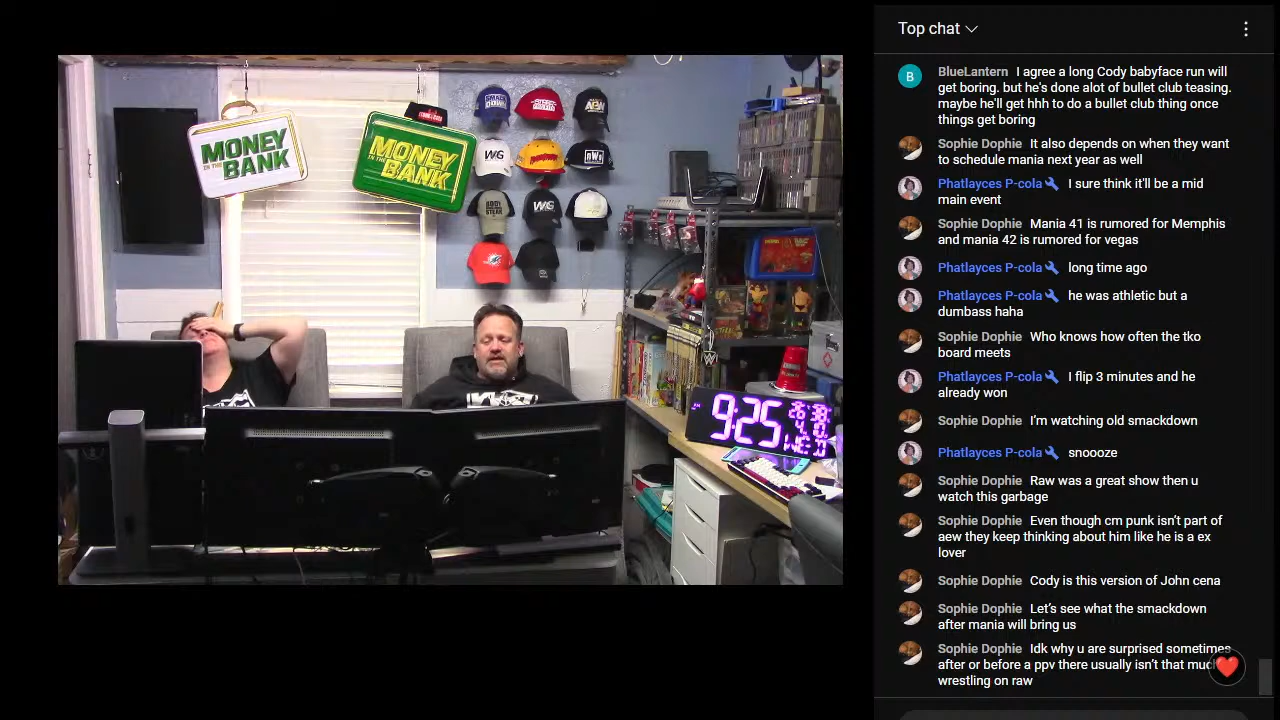 Top chat
B
BlueLantern I agree a long Cody babyface run will
get boring. but he's done alot of bullet club teasing.
maybe he'll get hhh to do a bullet club thing once
things get boring
Sophie Dophie It also depends on when they want
to schedule mania next year as well
Phatlayces P-cola I sure think it'll be a mid
main event
Sophie Dophie Mania 41 is rumored for Memphis
and mania 42 is rumored for vegas
Phatlayces P-cola long time ago
Phatlayces P-cola he was athletic but a
dumbass haha
Sophie Dophie Who knows how often the tko
board meets
Phatlayces P-cola I flip 3 minutes and he
already won
Sophie Dophie I'm watching old smackdown
Phatlayces P-cola snoooze
Sophie Dophie Raw was a great show then u
watch this garbage
Sophie Dophie Even though cm punk isn't part of
aew they keep thinking about him like he is a ex
lover
Sophie Dophie Cody is this version of John cena
Sophie Dophie Let's see what the smackdown
after mania will bring us
Sophie Dophie Idk why u are surprised sometimes
after or before a ppv there usually isn't that much
wrestling on raw
MONEY
IN THE BANK
MONEY
IN THE BANK
WG
nWo
WG
9:25